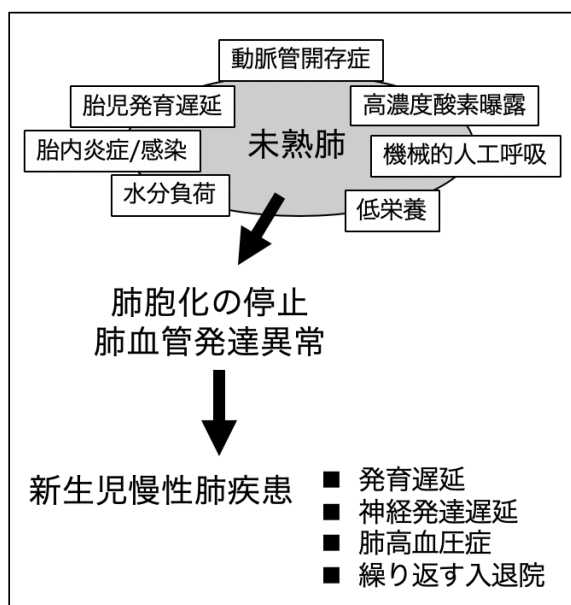 動脈管開存症
胎児発育遅延
高濃度酸素曝露
胎内炎症/感染
未熟肺
機械的人工呼吸
水分負荷
低栄養
肺胞化の停止
肺血管発達異常
新生児慢性肺疾患
■ 発育遅延
■ 神経発達遅延
■ 肺高血圧症
■ 繰り返す入退院